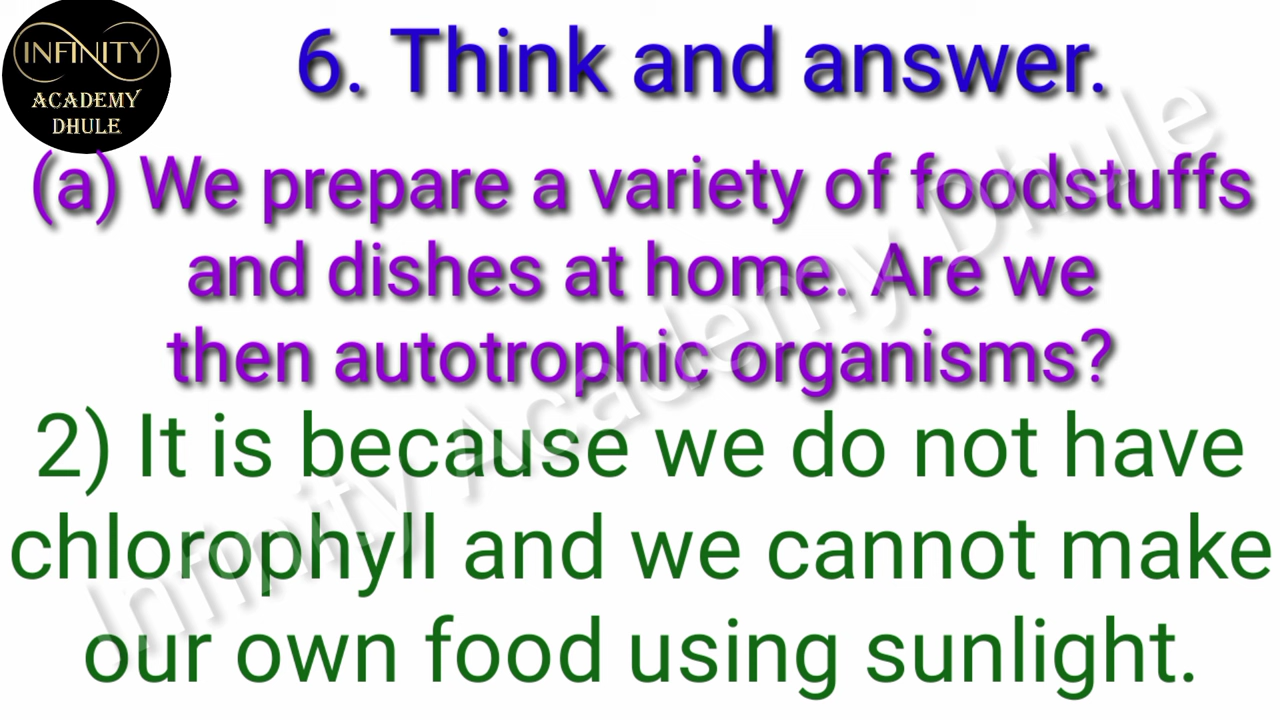 INFINITY
ACADEMY
DHULE
6. Think and answer.
(a) We prepare a variety of foodstuffs
and dishes at home. Are we
then autotrophic organisms?
2) It is because we do not have
chlorophyll and we cannot make
our own food using sunlight.
Infinity Academy Dhule